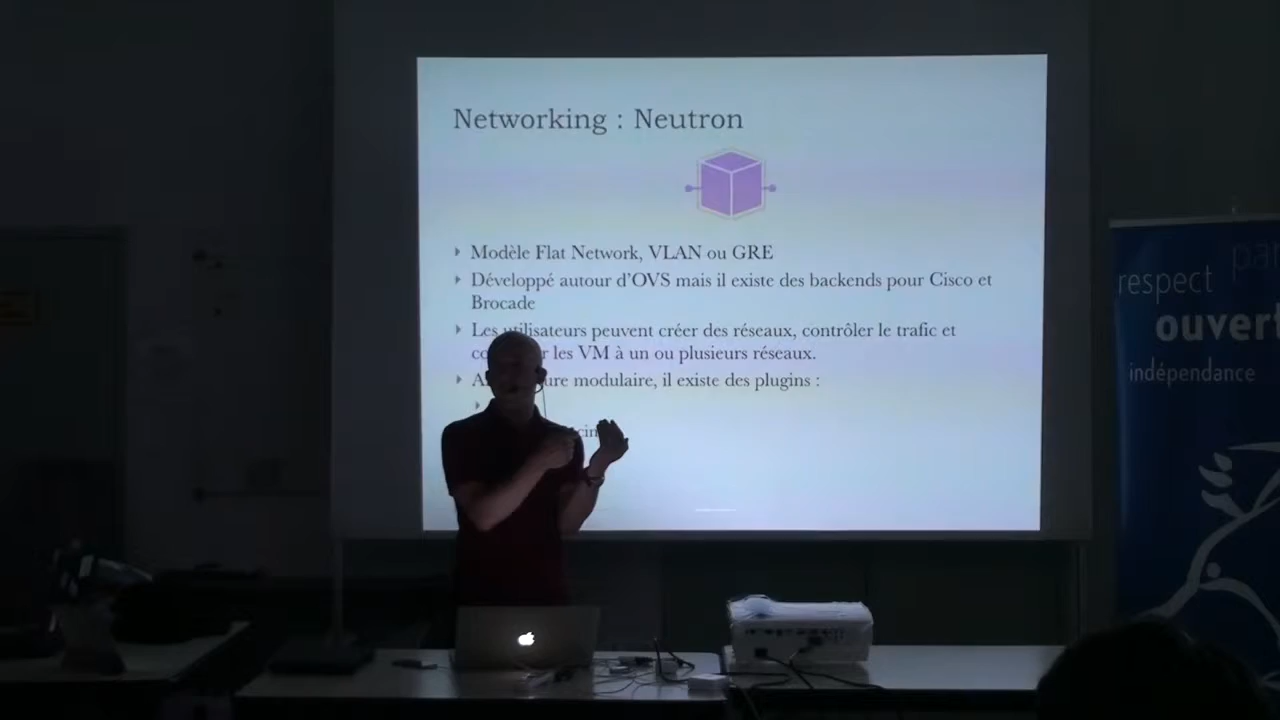 Networking : Neutron
Modèle Flat Network, VLAN ou GRE
Développé autour d'OVS mais il existe des backends pour Cisco et
Brocade
Les utilisateurs peuvent créer des réseaux, contrôler le trafic et
les VM à un ou plusieurs réseaux.
modulaire, il existe des plugins :
respect
ouvert
indépendance